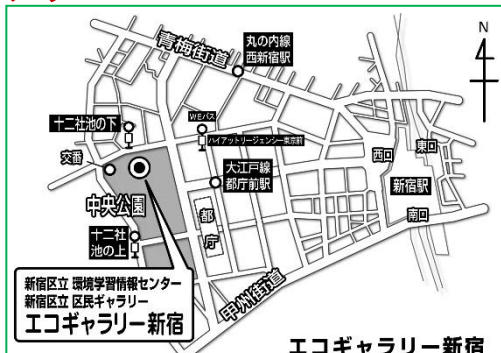 青梅街道
丸の内線
西新宿駅
N
十二社池の下
WEバス
ハイアットリージェンシー東京前
交番
大江戸線
都庁前駅
西口
東口
新宿駅
南口
中央公園
都庁
十二社
池の上
甲州街道
新宿区立 環境学習情報センター
新宿区立 区民ギャラリー
エコギャラリー新宿
エコギャラリー新宿